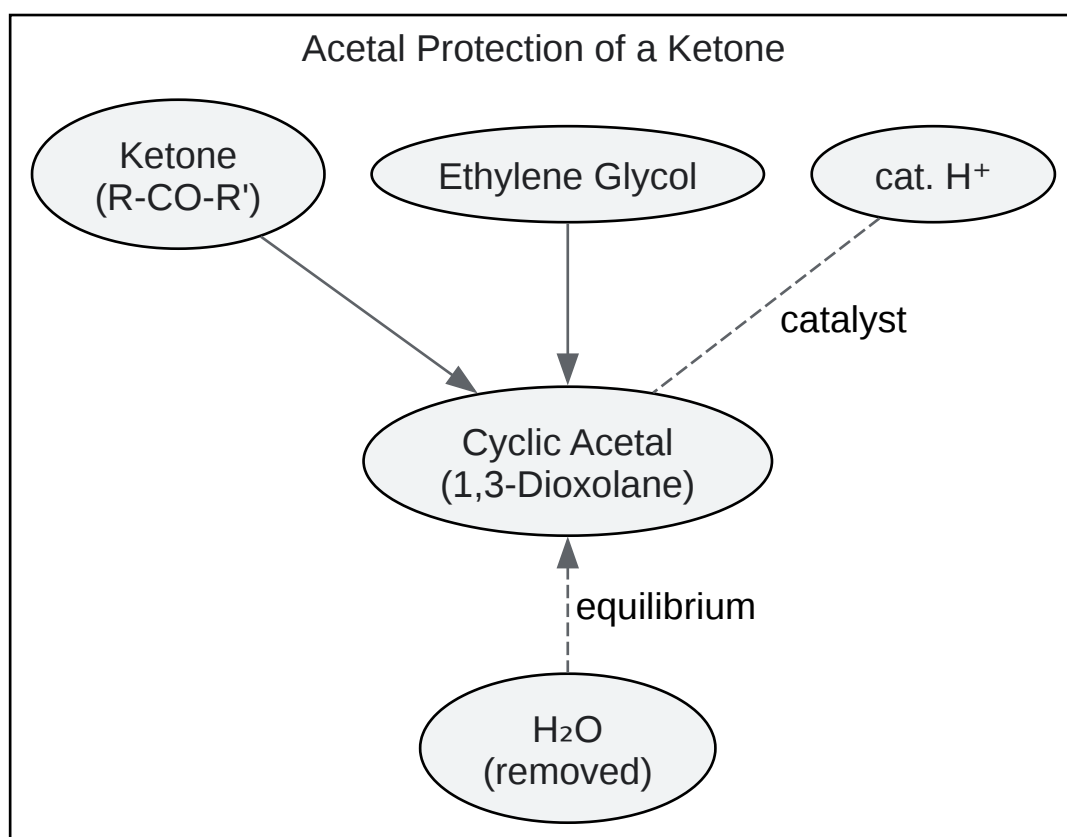 Acetal Protection of a Ketone
Ketone
(R-CO-R')
Ethylene Glycol
cat. H⁺
catalyst
Cyclic Acetal
(1,3-Dioxolane)
equilibrium
H₂O
(removed)